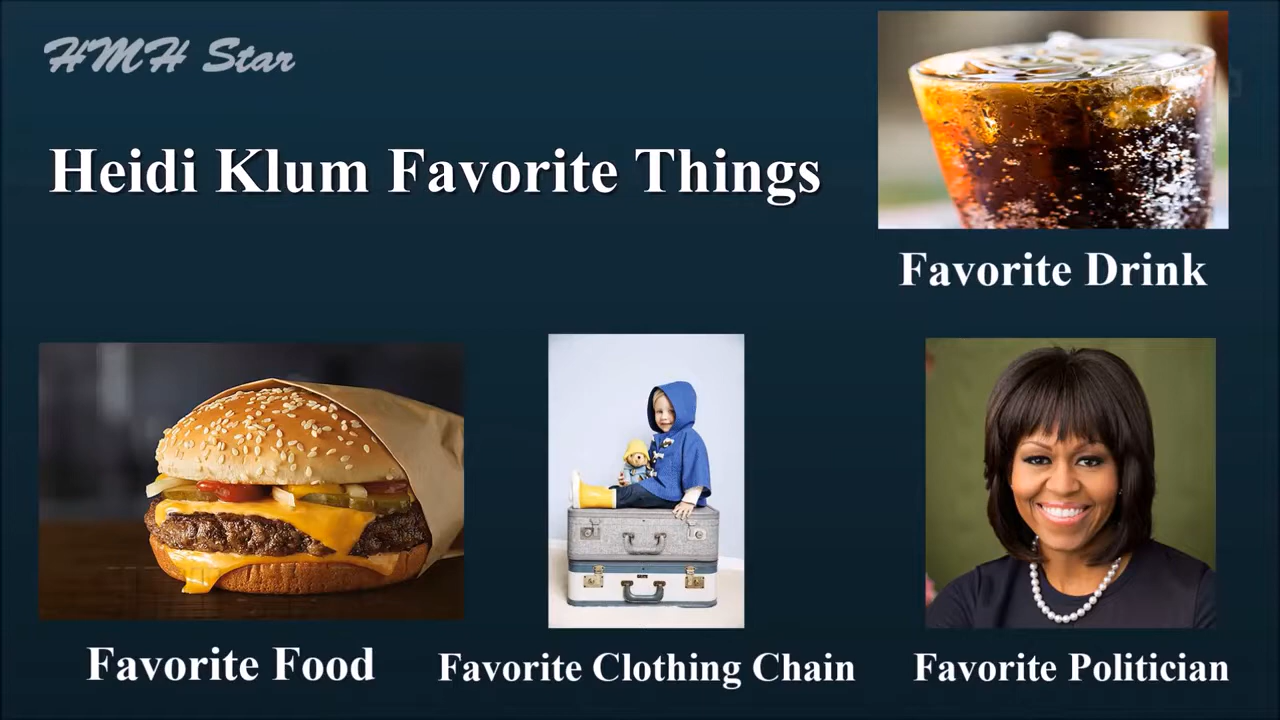 HMH Star
Heidi Klum Favorite Things
Favorite Drink
Favorite Food
Favorite Clothing Chain
Favorite Politician